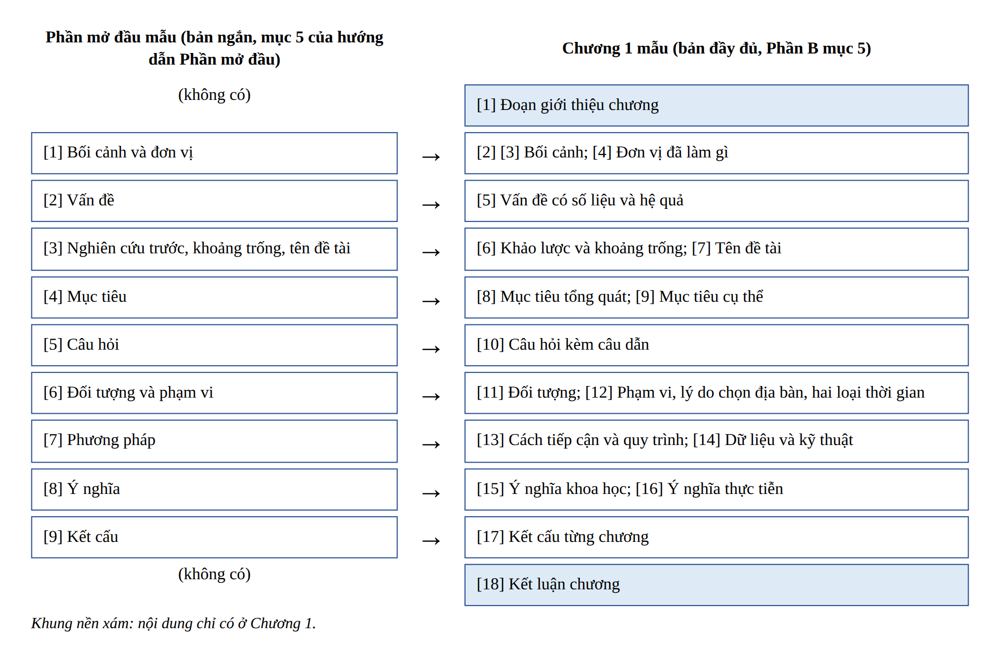 Phần mở đầu mẫu (bản ngắn, mục 5 của hướng
dẫn Phần mở đầu)
Chương 1 mẫu (bản đầy đủ, Phần B mục 5)
(không có)
[1] Đoạn giới thiệu chương
[1] Bối cảnh và đơn vị
→
[2] [3] Bối cảnh; [4] Đơn vị đã làm gì
[2] Vấn đề
→
[5] Vấn đề có số liệu và hệ quả
[3] Nghiên cứu trước, khoảng trống, tên đề tài
→
[6] Khảo lược và khoảng trống; [7] Tên đề tài
[4] Mục tiêu
→
[8] Mục tiêu tổng quát; [9] Mục tiêu cụ thể
[5] Câu hỏi
→
[10] Câu hỏi kèm câu dẫn
[6] Đối tượng và phạm vi
→
[11] Đối tượng; [12] Phạm vi, lý do chọn địa bàn, hai loại thời gian
[7] Phương pháp
→
[13] Cách tiếp cận và quy trình; [14] Dữ liệu và kỹ thuật
[8] Ý nghĩa
→
[15] Ý nghĩa khoa học; [16] Ý nghĩa thực tiễn
[9] Kết cấu
→
[17] Kết cấu từng chương
(không có)
[18] Kết luận chương
Khung nền xám: nội dung chỉ có ở Chương 1.